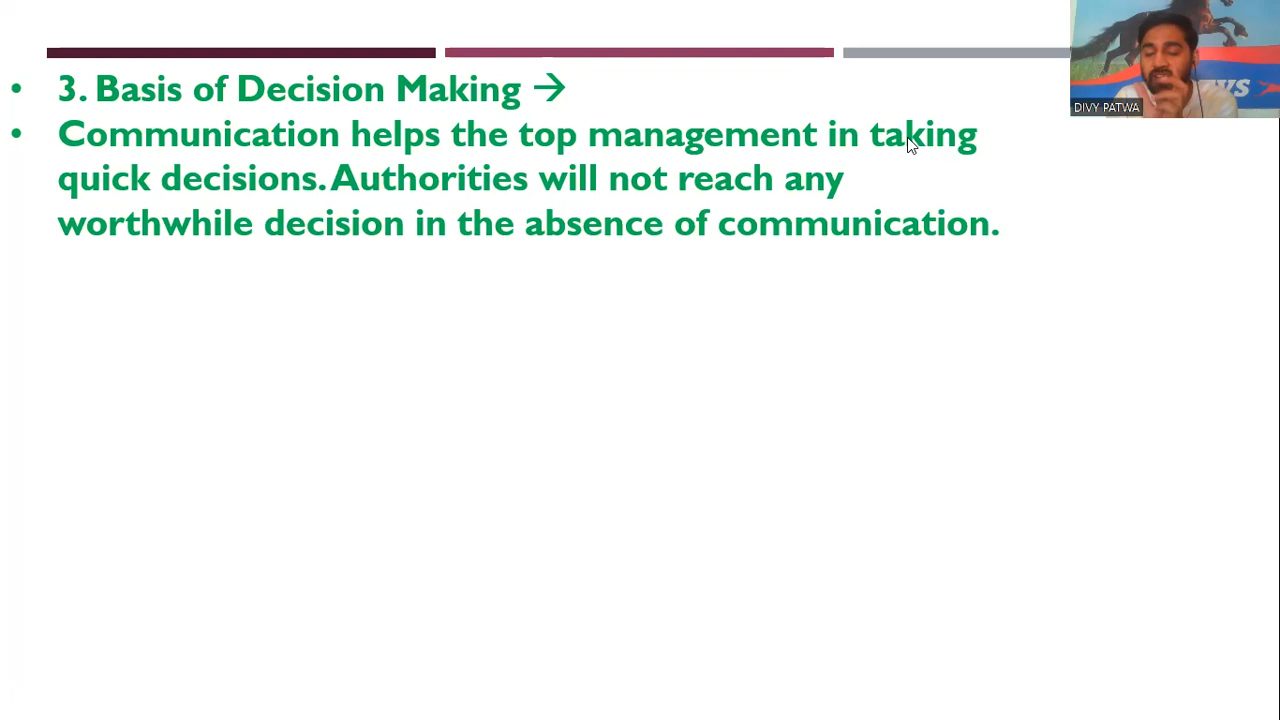 3. Basis of Decision Making →
DIVY PATWA
Communication helps the top management in taking
quick decisions. Authorities will not reach any
worthwhile decision in the absence of communication.